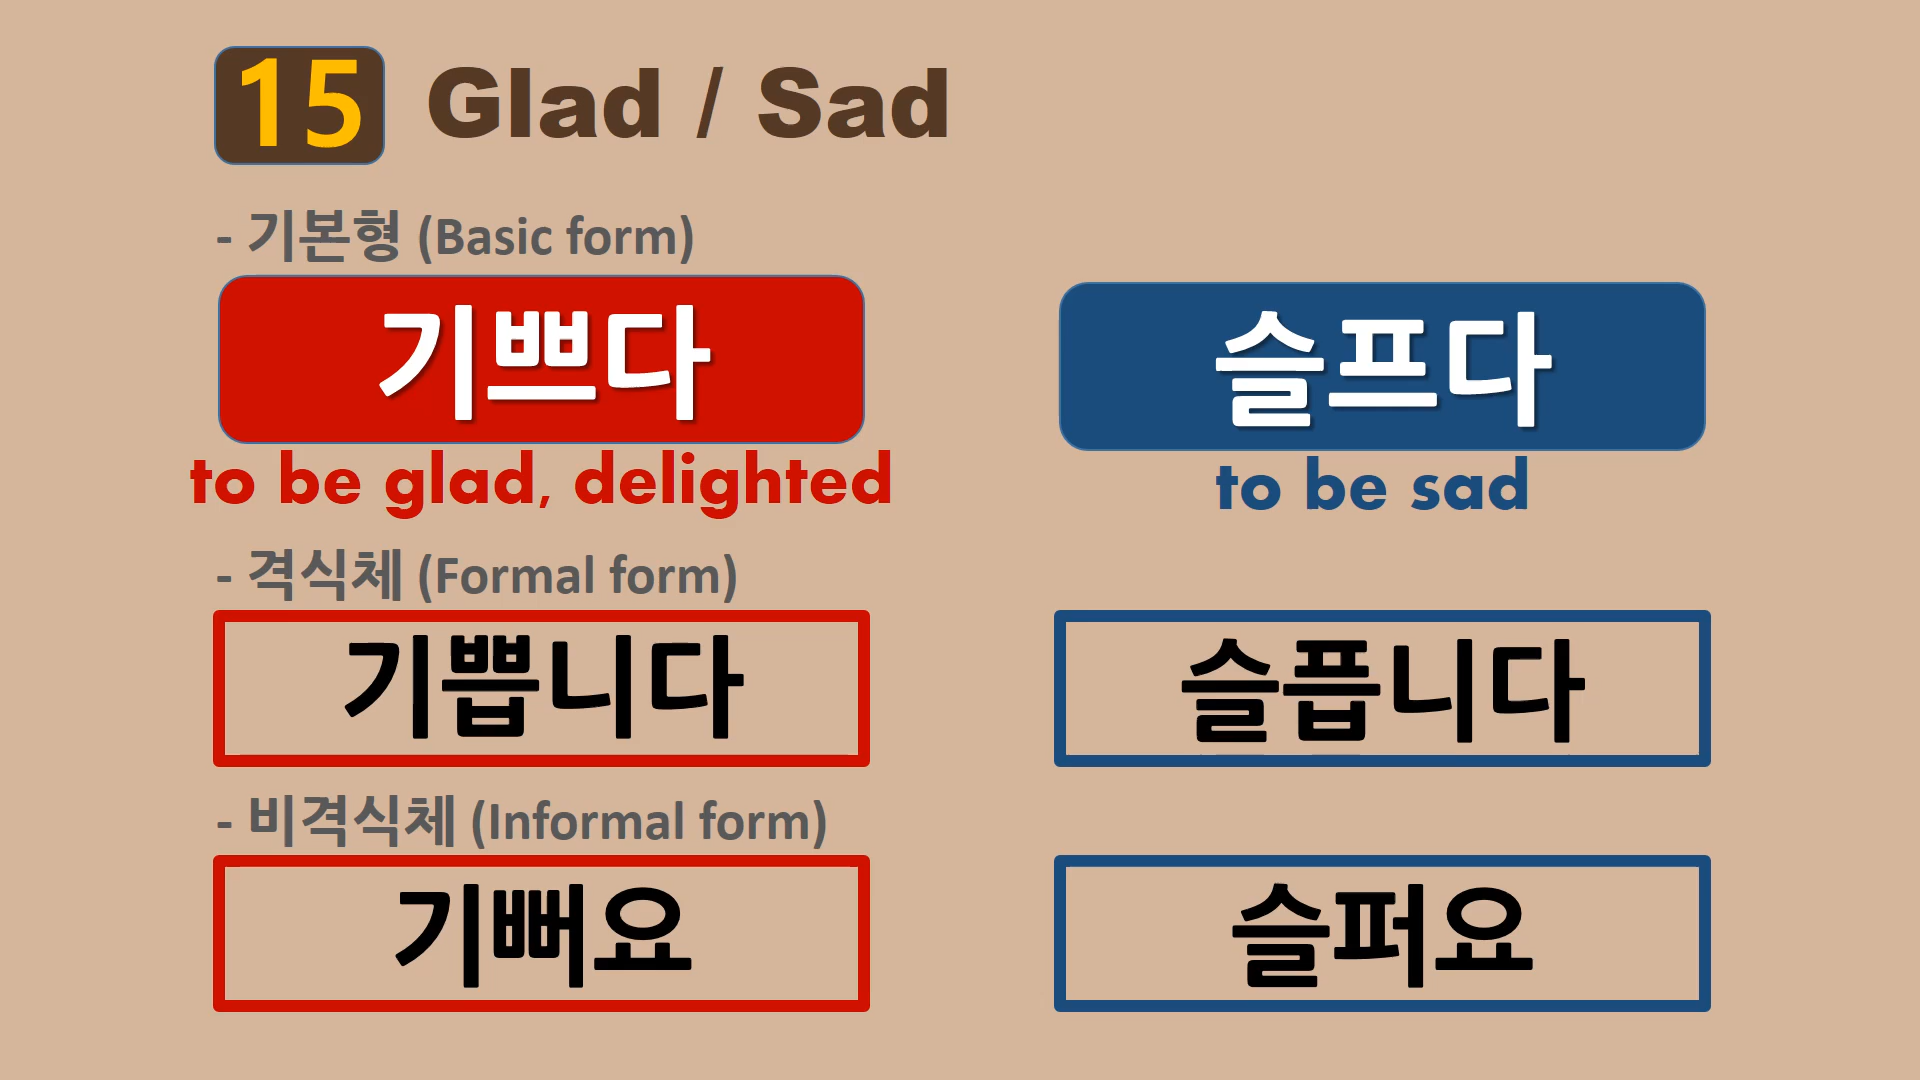 15 Glad / Sad
- 기본형 (Basic form)
기쁘다 슬프다
to be glad, delighted to be sad
- 격식체 (Formal form)
기쁩니다 슬픕니다
- 비격식체 (Informal form)
기뻐요 슬퍼요